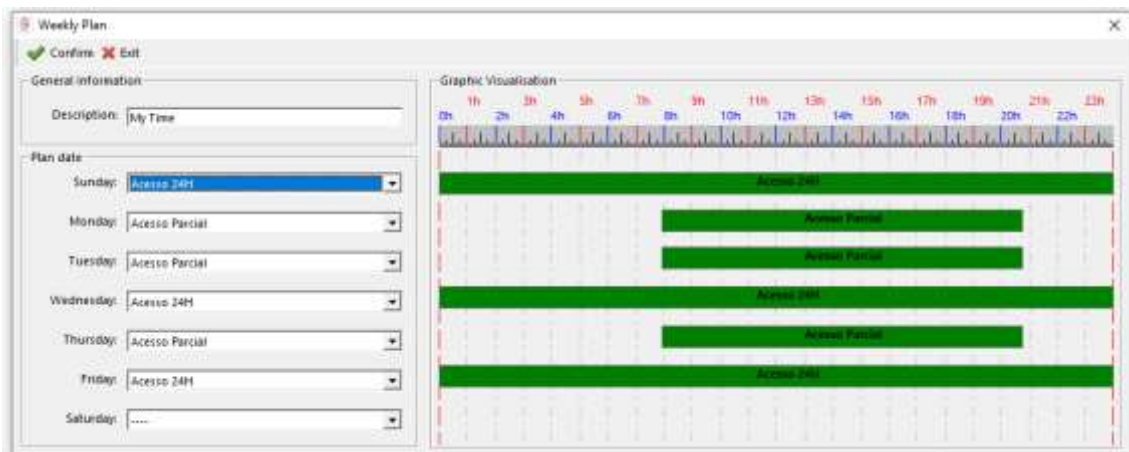 Weekly Plan
Confirm Exit
General information
Description: My Time
Plan date
Sunday: Acesso 24H
Monday: Acesso Parcial
Tuesday: Acesso Parcial
Wednesday: Acesso 24H
Thursday: Acesso Parcial
Friday: Acesso 24H
Saturday: ----
Graphic Visualisation
1h 3h 5h 7h 9h 11h 13h 15h 17h 19h 21h 23h
0h 2h 4h 6h 8h 10h 12h 14h 16h 18h 20h 22h
Acesso 24H
Acesso Parcial
Acesso Parcial
Acesso 24H
Acesso Parcial
Acesso 24H